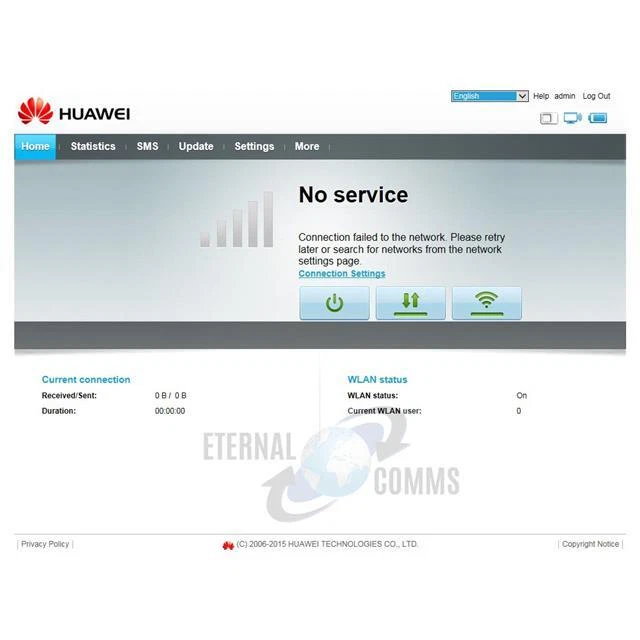 English Help admin Log Out
HUAWEI
Home Statistics SMS Update Settings More
No service
Connection failed to the network. Please retry
later or search for networks from the network
settings page.
Connection Settings
Current connection
Received/Sent: 0 B / 0 B
Duration: 00:00:00
WLAN status
WLAN status: On
Current WLAN user: 0
ETERNAL
COMMS
Privacy Policy (C) 2006-2015 HUAWEI TECHNOLOGIES CO., LTD. Copyright Notice